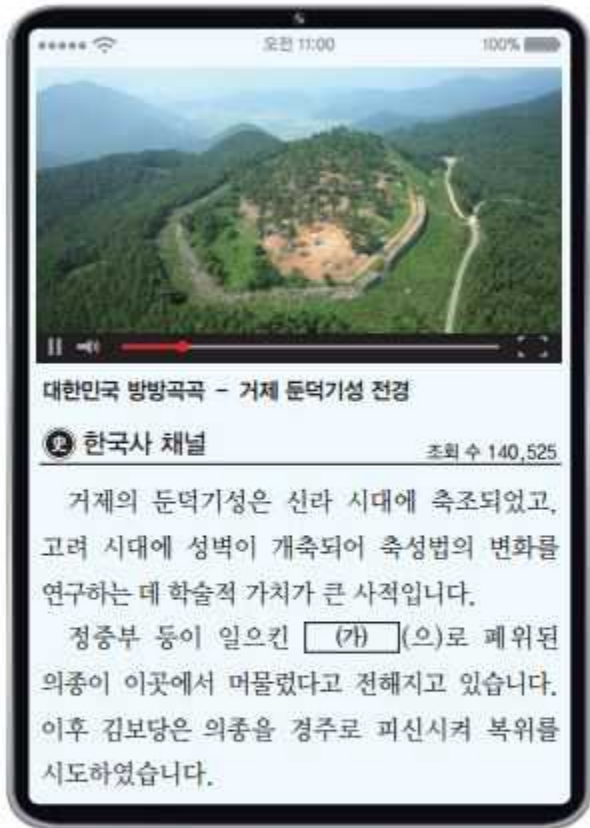 오전 11:00 100%
대한민국 방방곡곡 - 거제 둔덕기성 전경
史 한국사 채널 조회 수 140,525
거제의 둔덕기성은 신라 시대에 축조되었고,
고려 시대에 성벽이 개축되어 축성법의 변화를
연구하는 데 학술적 가치가 큰 사적입니다.
정중부 등이 일으킨 (가) (으)로 폐위된
의종이 이곳에서 머물렀다고 전해지고 있습니다.
이후 김보당은 의종을 경주로 피신시켜 복위를
시도하였습니다.